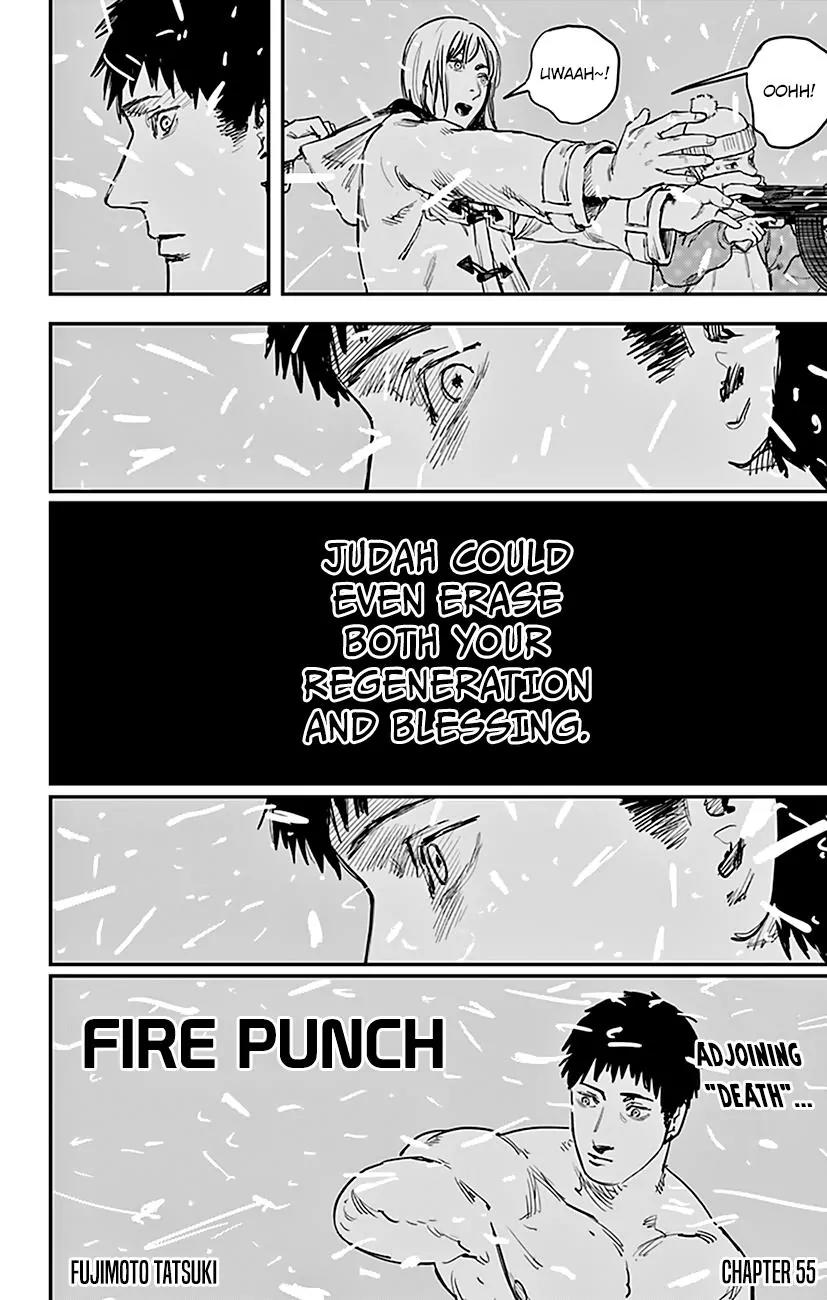 UWAAH~!
OOHH!
JUDAH COULD
EVEN ERASE
BOTH YOUR
REGENERATION
AND BLESSING.
FIRE PUNCH
ADJOINING
"DEATH"...
FUJIMOTO TATSUKI
CHAPTER 55